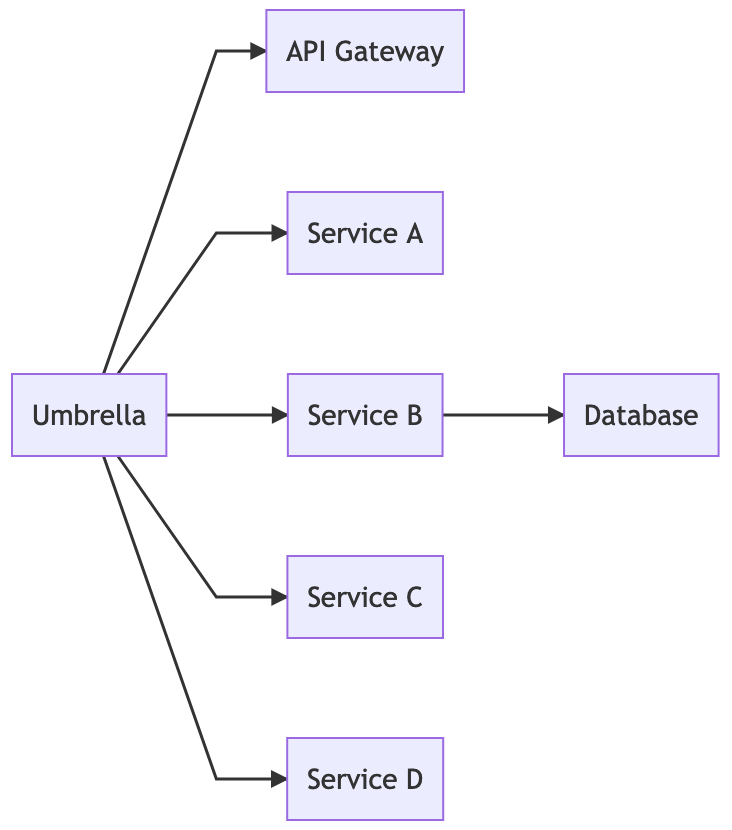 API Gateway
Service A
Umbrella
Service B
Database
Service C
Service D